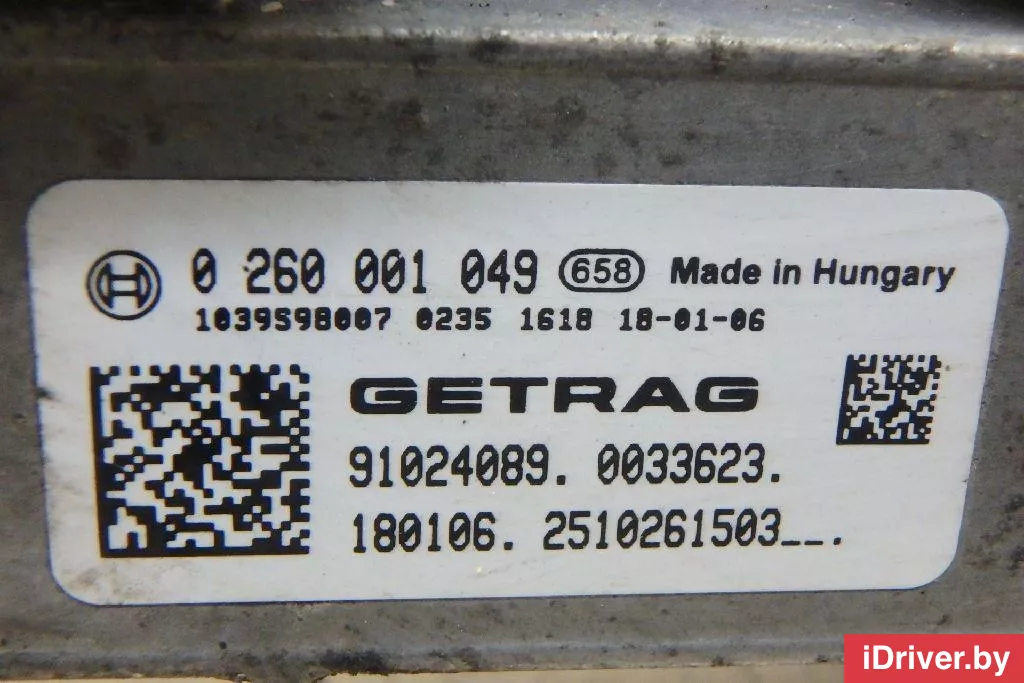 0 260 001 049 658 Made in Hungary
1039S98007 0235 1618 18-01-06
GETRAG
91024089. 0033623.
180106. 2510261503__.
iDriver.by